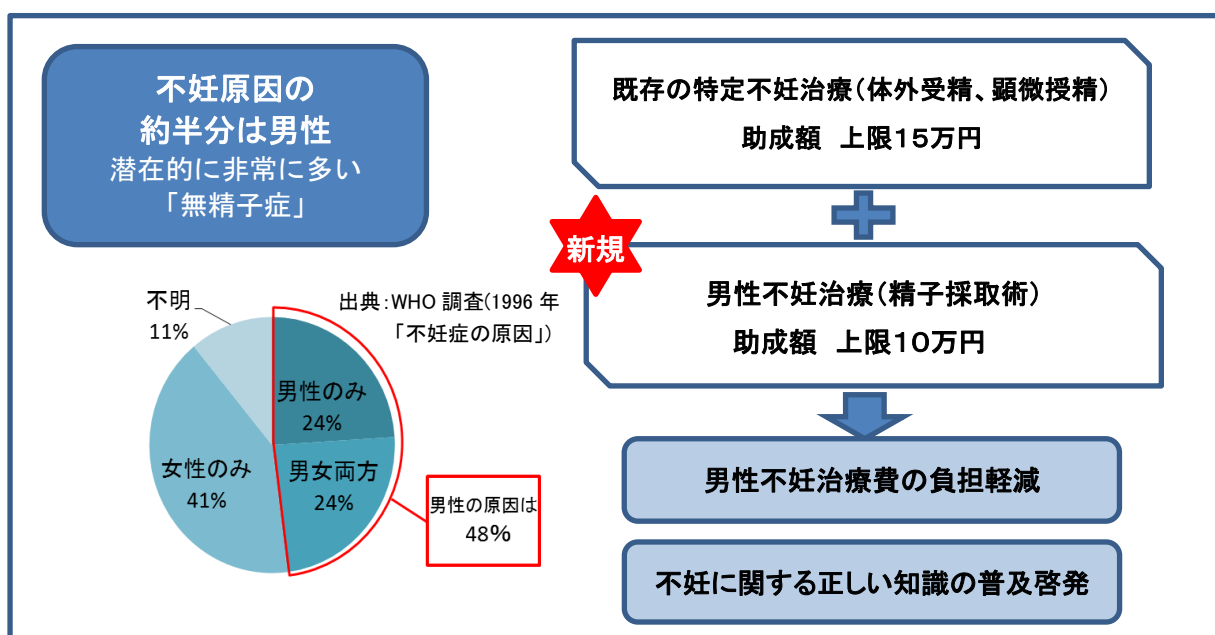 不妊原因の
約半分は男性
潜在的に非常に多い
「無精子症」
不明
11%
出典：WHO 調査(1996 年
「不妊症の原因」)
男性のみ
24%
女性のみ
41%
男女両方
24%
男性の原因は
48%
既存の特定不妊治療（体外受精、顕微授精）
助成額　上限１５万円
新規
男性不妊治療（精子採取術）
助成額　上限１０万円
男性不妊治療費の負担軽減
不妊に関する正しい知識の普及啓発